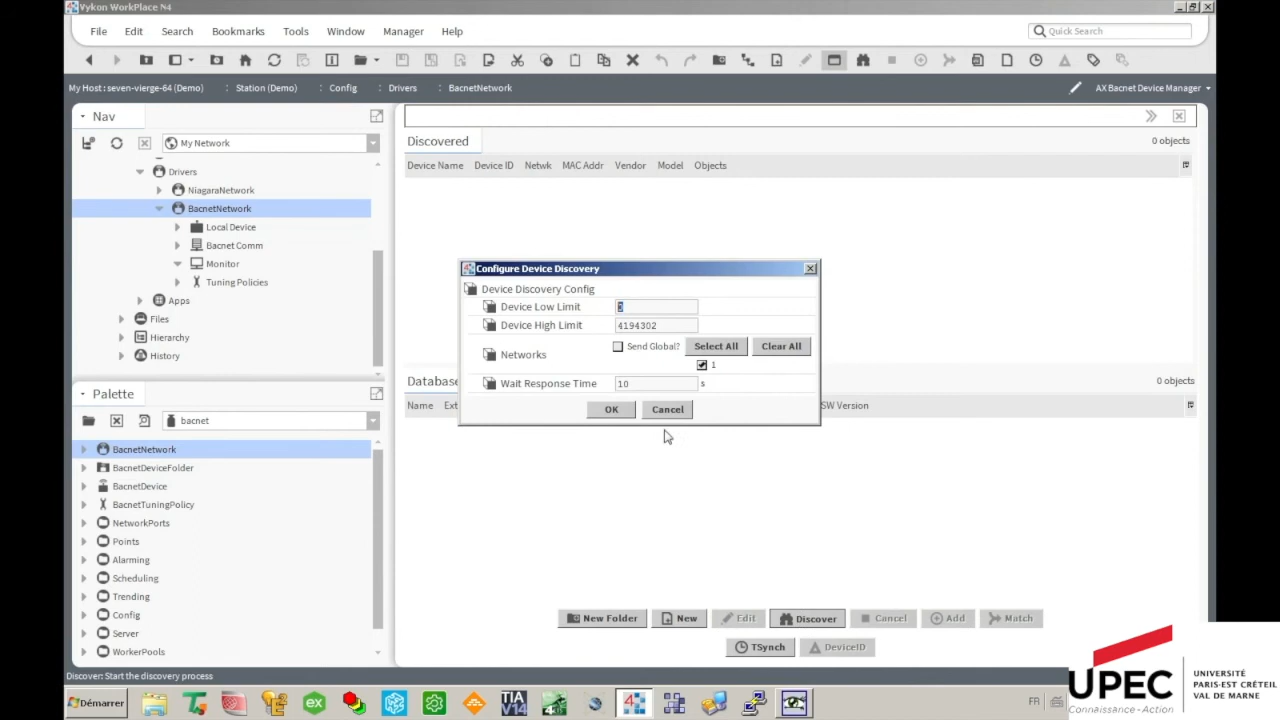 Vykon WorkPlace N4
File Edit Search Bookmarks Tools Window Manager Help
Quick Search
My Host : seven-vierge-64 (Demo) : Station (Demo) : Config : Drivers : BacnetNetwork
AX Bacnet Device Manager
Nav
My Network
Drivers
NiagaraNetwork
BacnetNetwork
Local Device
Bacnet Comm
Monitor
Tuning Policies
Apps
Files
Hierarchy
History
Palette
bacnet
BacnetNetwork
BacnetDeviceFolder
BacnetDevice
BacnetTuningPolicy
NetworkPorts
Points
Alarming
Scheduling
Trending
Config
Server
WorkerPools
Discovered
0 objects
Device Name Device ID Netwk MAC Addr Vendor Model Objects
Configure Device Discovery
Device Discovery Config
Device Low Limit
Device High Limit 4194302
Networks Send Global? Select All Clear All
1
Wait Response Time 10 s
OK Cancel
Database
0 objects
Name Ext SW Version
New Folder New Edit Discover Cancel Add Match
TSynch DeviceID
Discover: Start the discovery process
Démarrer
TIA
V14
ex
FR
UPEC
Connaissance - Action
UNIVERSITÉ
PARIS-EST CRÉTEIL
VAL DE MARNE